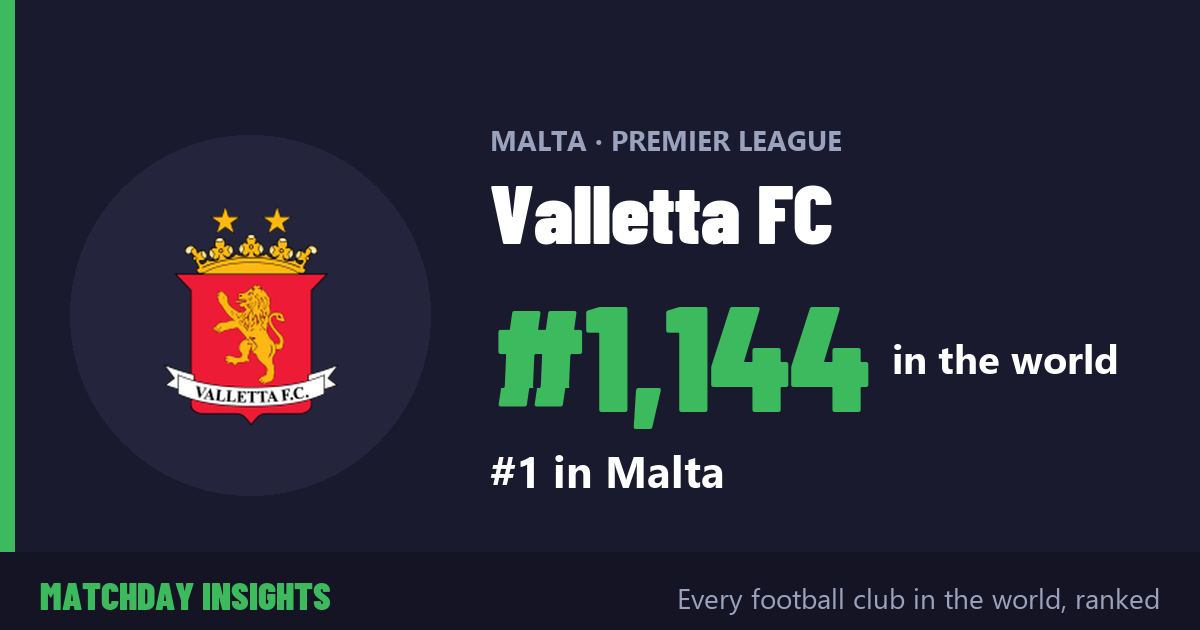 MALTA · PREMIER LEAGUE
Valletta FC
#1,144 in the world
#1 in Malta
VALLETTA F.C.
MATCHDAY INSIGHTS
Every football club in the world, ranked